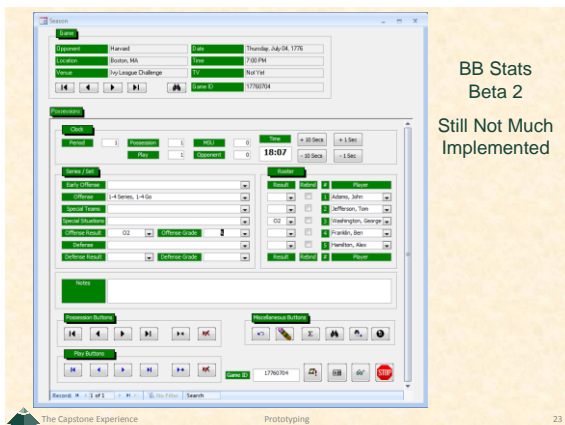 Season
Game
Opponent Harvard Date Thursday, July 04, 1776
Location Boston, MA Time 7:00 PM
Venue Ivy League Challenge TV Not Yet
Game ID 17760704
Possessions
Clock
Period 1 Possession 1 MSU 0 Time + 10 Secs + 1 Sec
Play 1 Opponent 0 18:07 - 10 Secs - 1 Sec
Series / Set Roster
Early Offense Result Rebnd # Player
Offense 1-4 Series, 1-4 Go 1 Adams, John
Special Teams 2 Jefferson, Tom
Special Situations O2 3 Washington, George
Offense Result O2 Offense Grade 4 Franklin, Ben
Defense 5 Hamilton, Alex
Defense Result Defense Grade Result Rebnd # Player
Notes
Possession Buttons Miscellaneous Buttons
Σ
Play Buttons
Game ID 17760704 STOP
Record: 1 of 1 No Filter Search
BB Stats
Beta 2
Still Not Much
Implemented
The Capstone Experience Prototyping 23